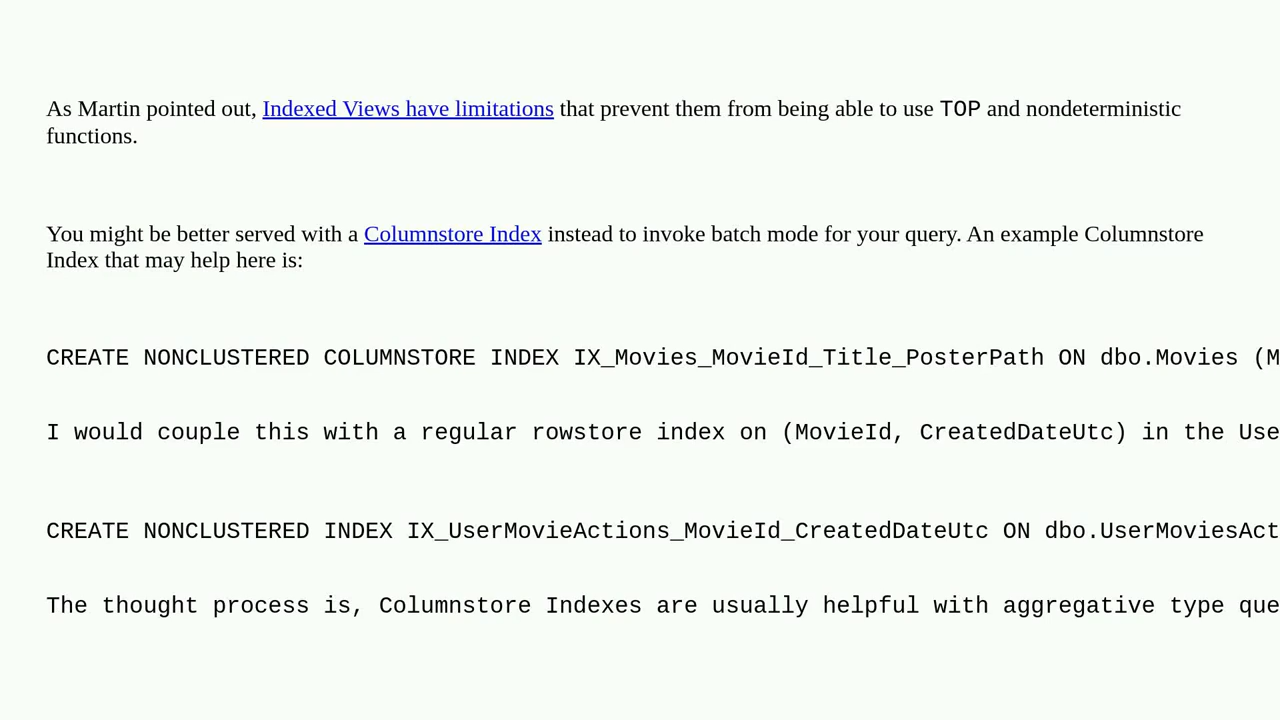 As Martin pointed out, Indexed Views have limitations that prevent them from being able to use TOP and nondeterministic
functions.
You might be better served with a Columnstore Index instead to invoke batch mode for your query. An example Columnstore
Index that may help here is:
CREATE NONCLUSTERED COLUMNSTORE INDEX IX_Movies_MovieId_Title_PosterPath ON dbo.Movies (M
I would couple this with a regular rowstore index on (MovieId, CreatedDateUtc) in the Use
CREATE NONCLUSTERED INDEX IX_UserMovieActions_MovieId_CreatedDateUtc ON dbo.UserMoviesAct
The thought process is, Columnstore Indexes are usually helpful with aggregative type que